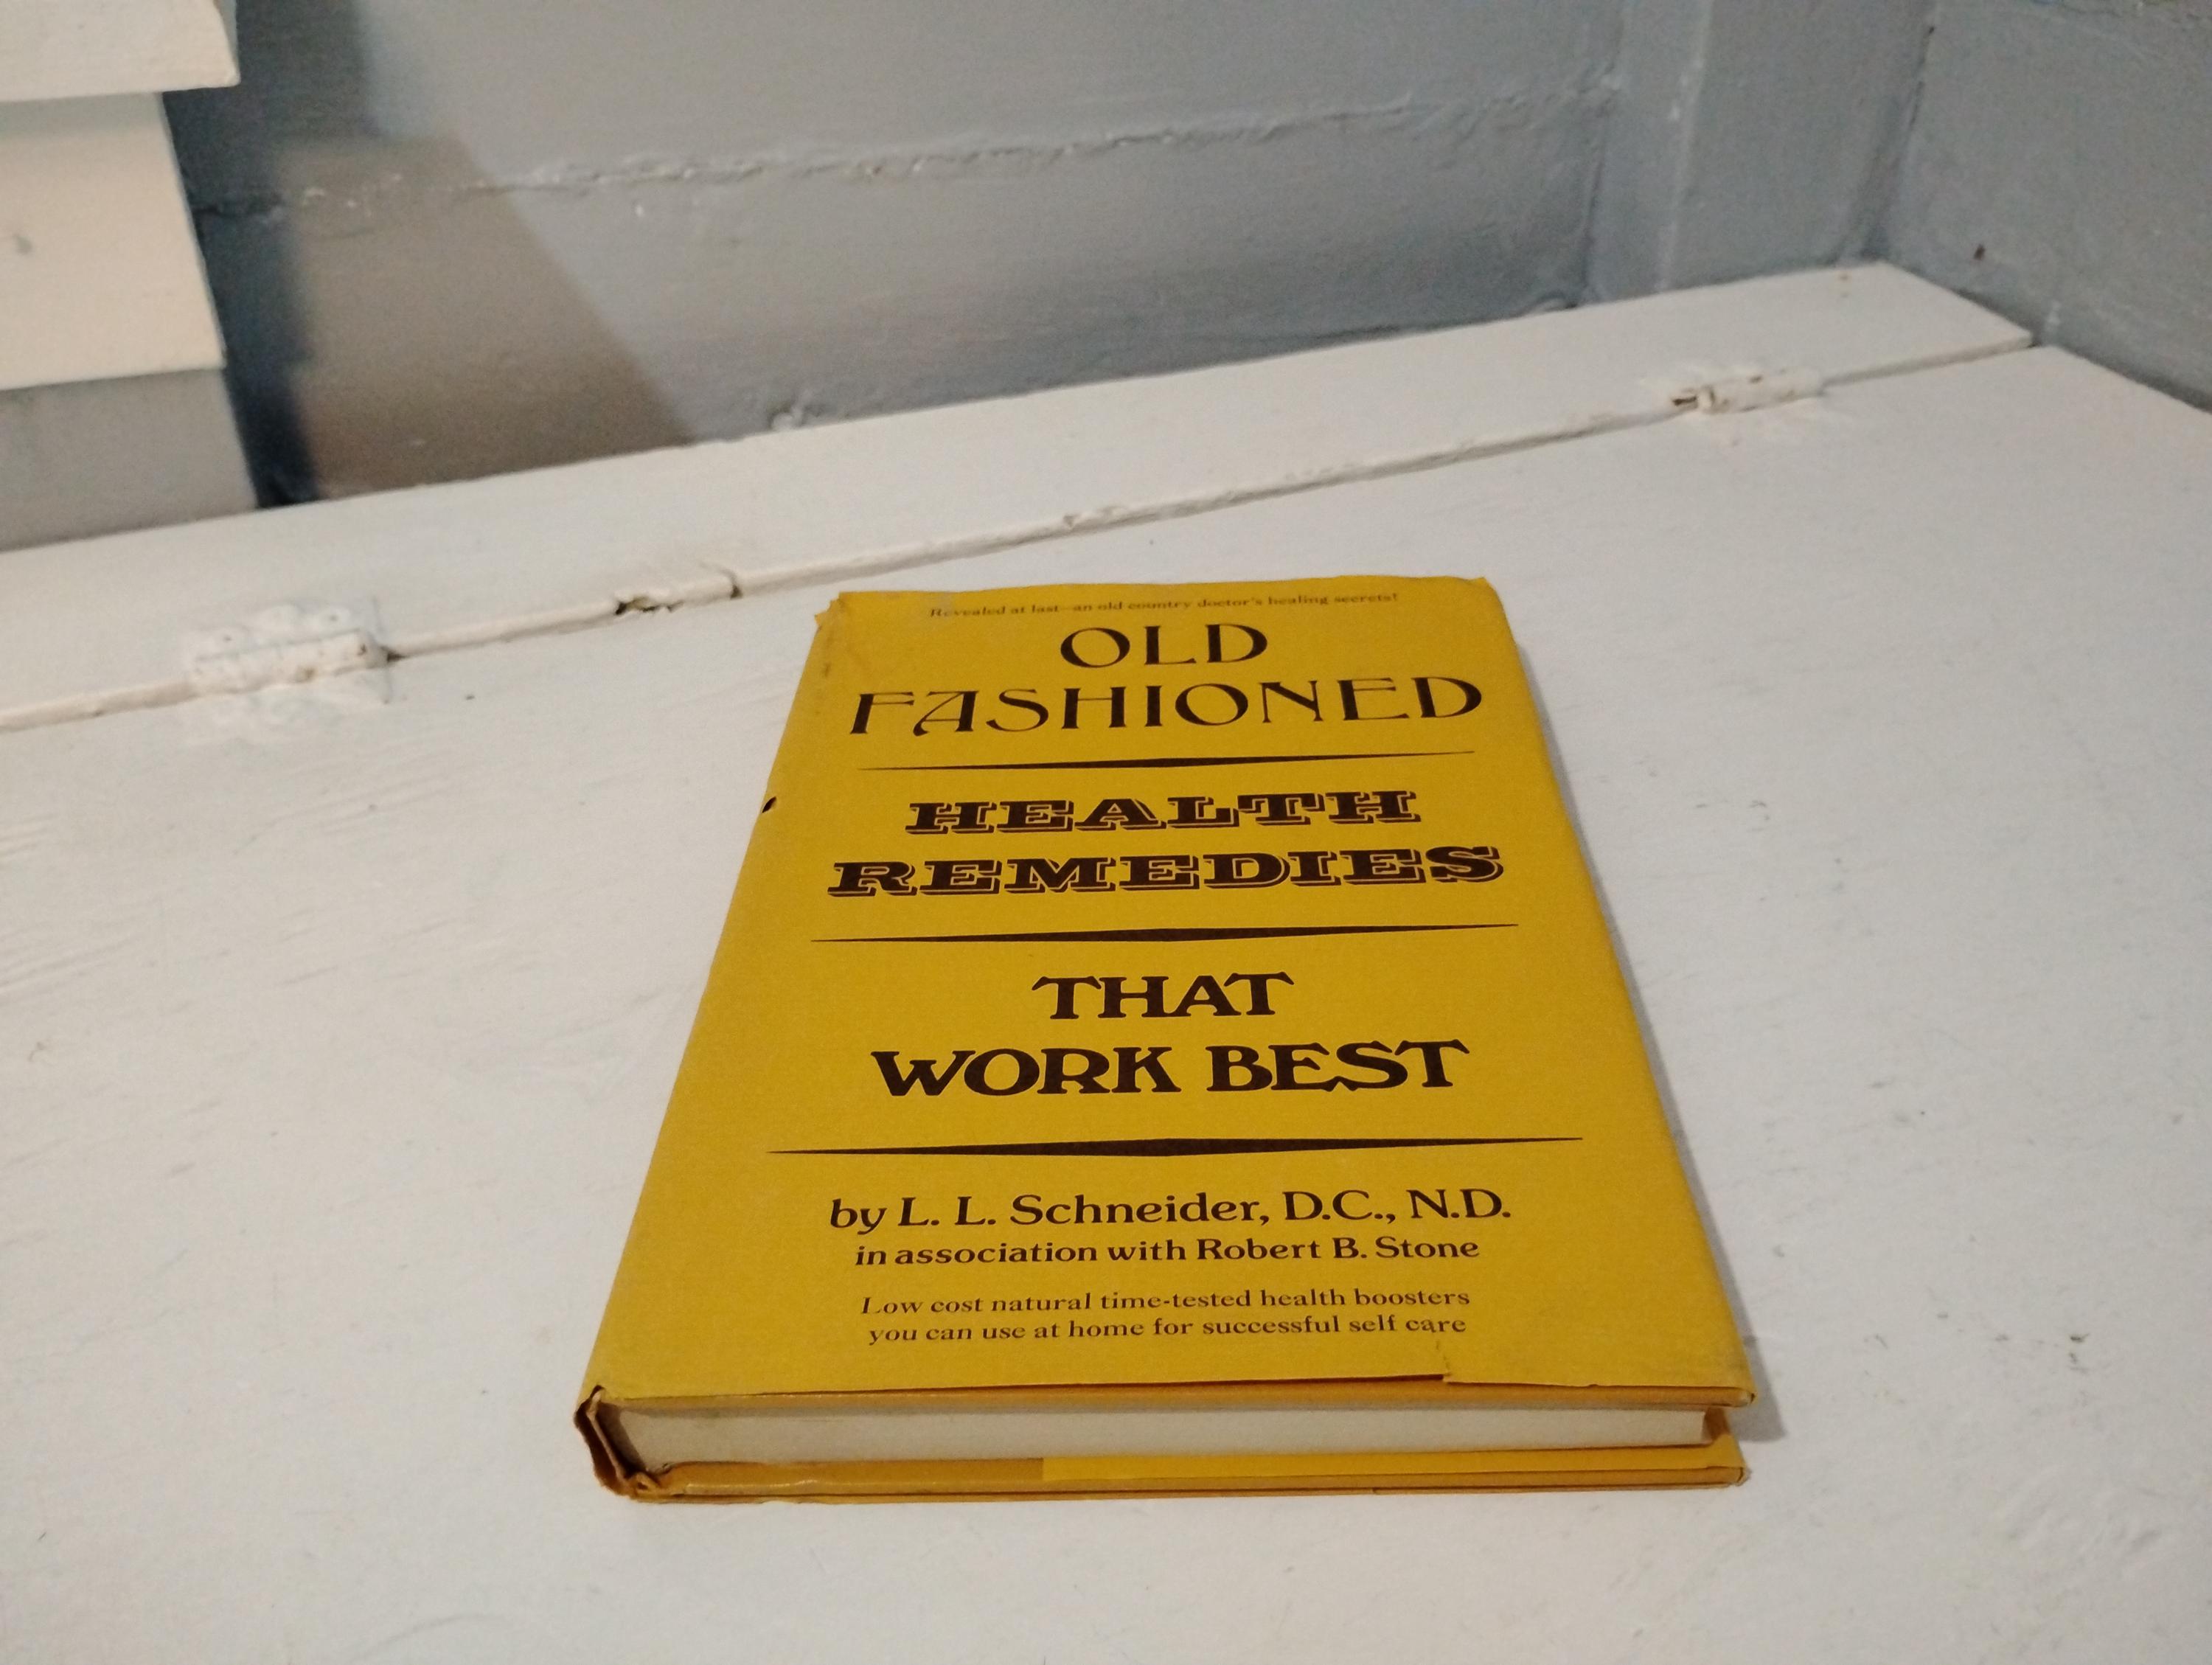 Revealed at last—an old country doctor's healing secrets!
OLD
FASHIONED
HEALTH
REMEDIES
THAT
WORK BEST
by L. L. Schneider, D.C., N.D.
in association with Robert B. Stone
Low cost natural time-tested health boosters
you can use at home for successful self care